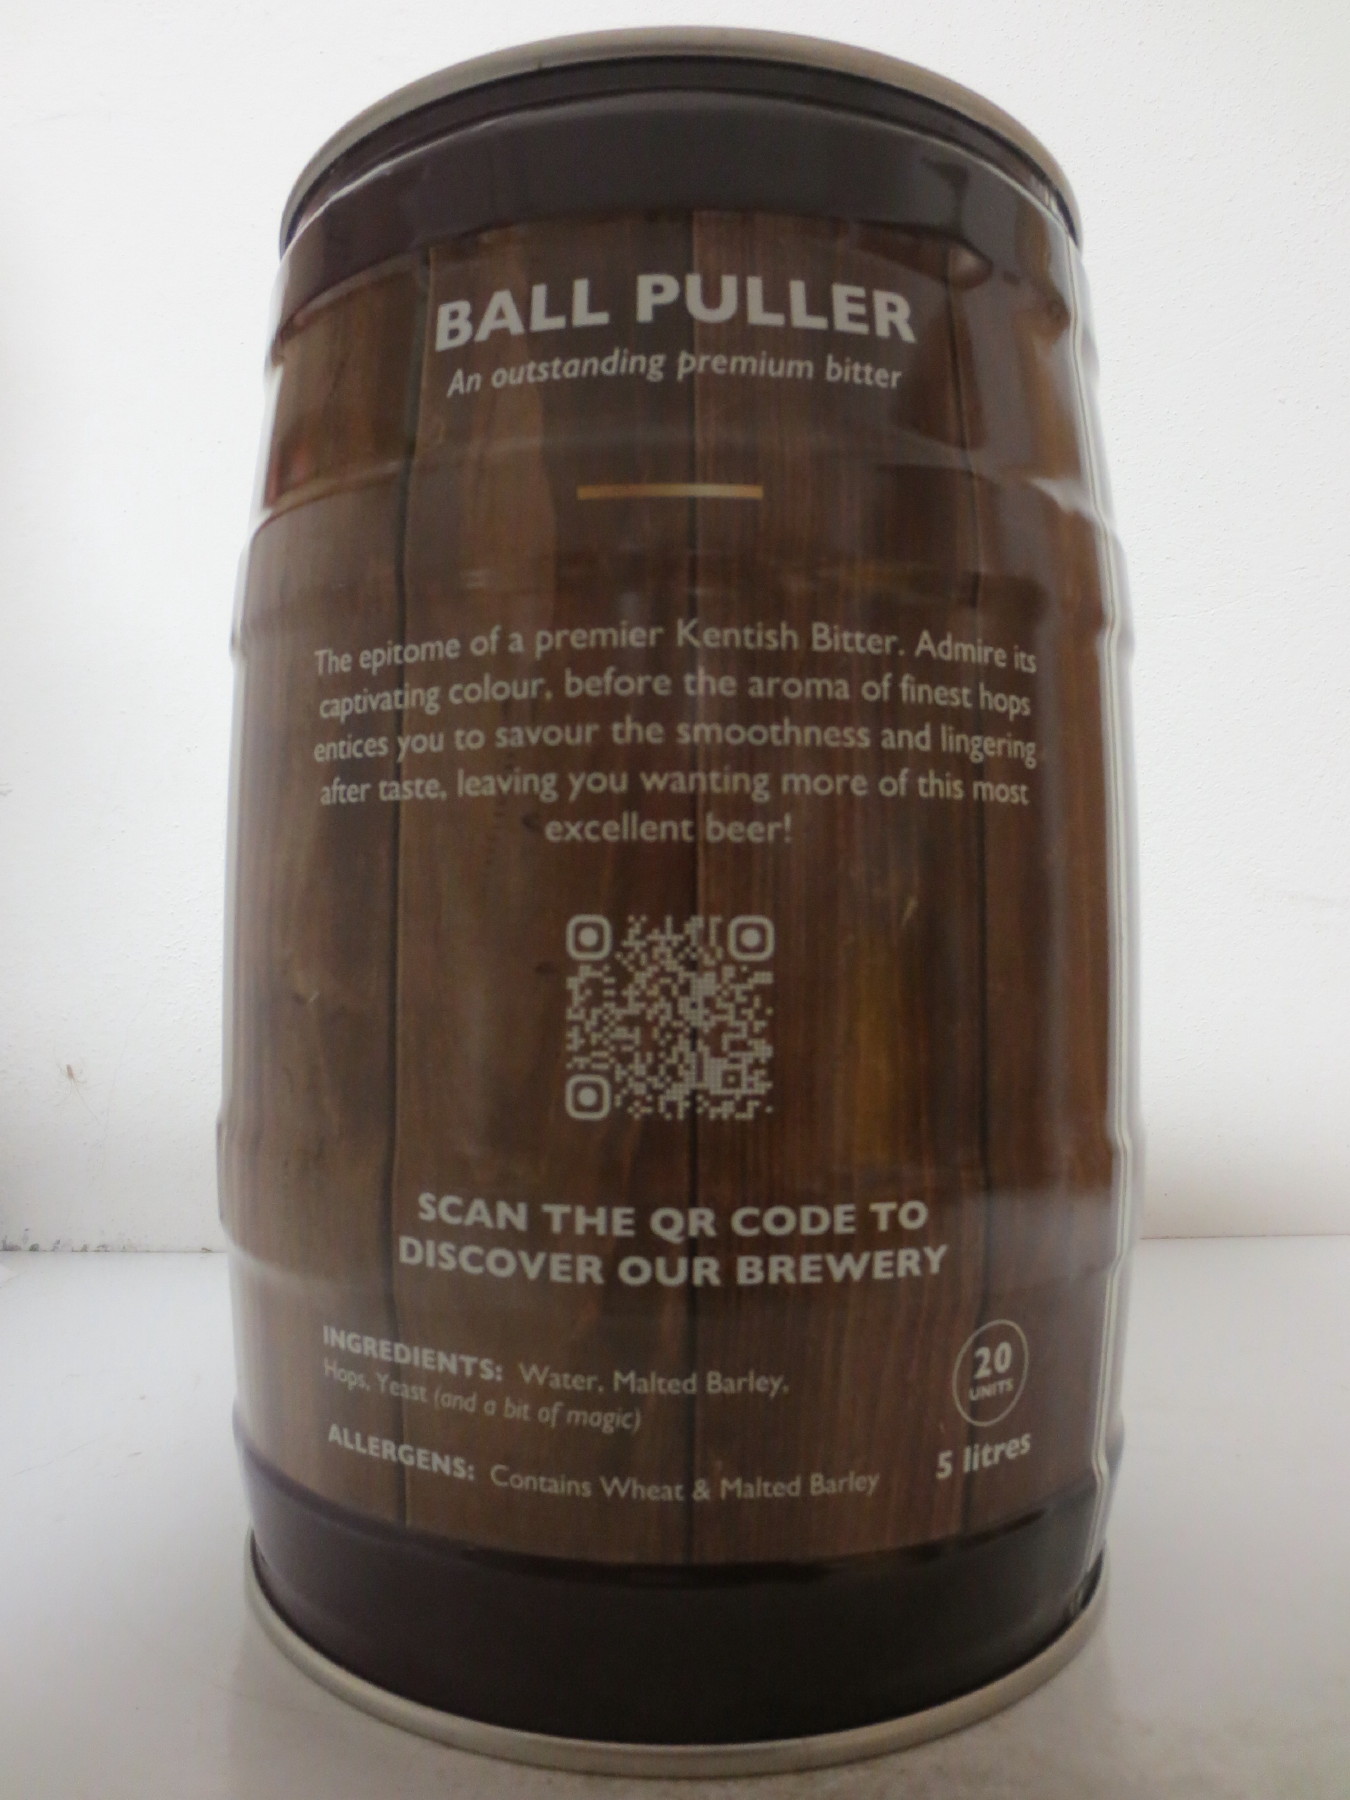 BALL PULLER
An outstanding premium bitter
The epitome of a premier Kentish Bitter. Admire its
captivating colour, before the aroma of finest hops
entices you to savour the smoothness and lingering
after taste, leaving you wanting more of this most
excellent beer!
SCAN THE QR CODE TO
DISCOVER OUR BREWERY
INGREDIENTS: Water, Malted Barley,
Hops, Yeast (and a bit of magic)
ALLERGENS: Contains Wheat & Malted Barley
20
UNITS
5 litres